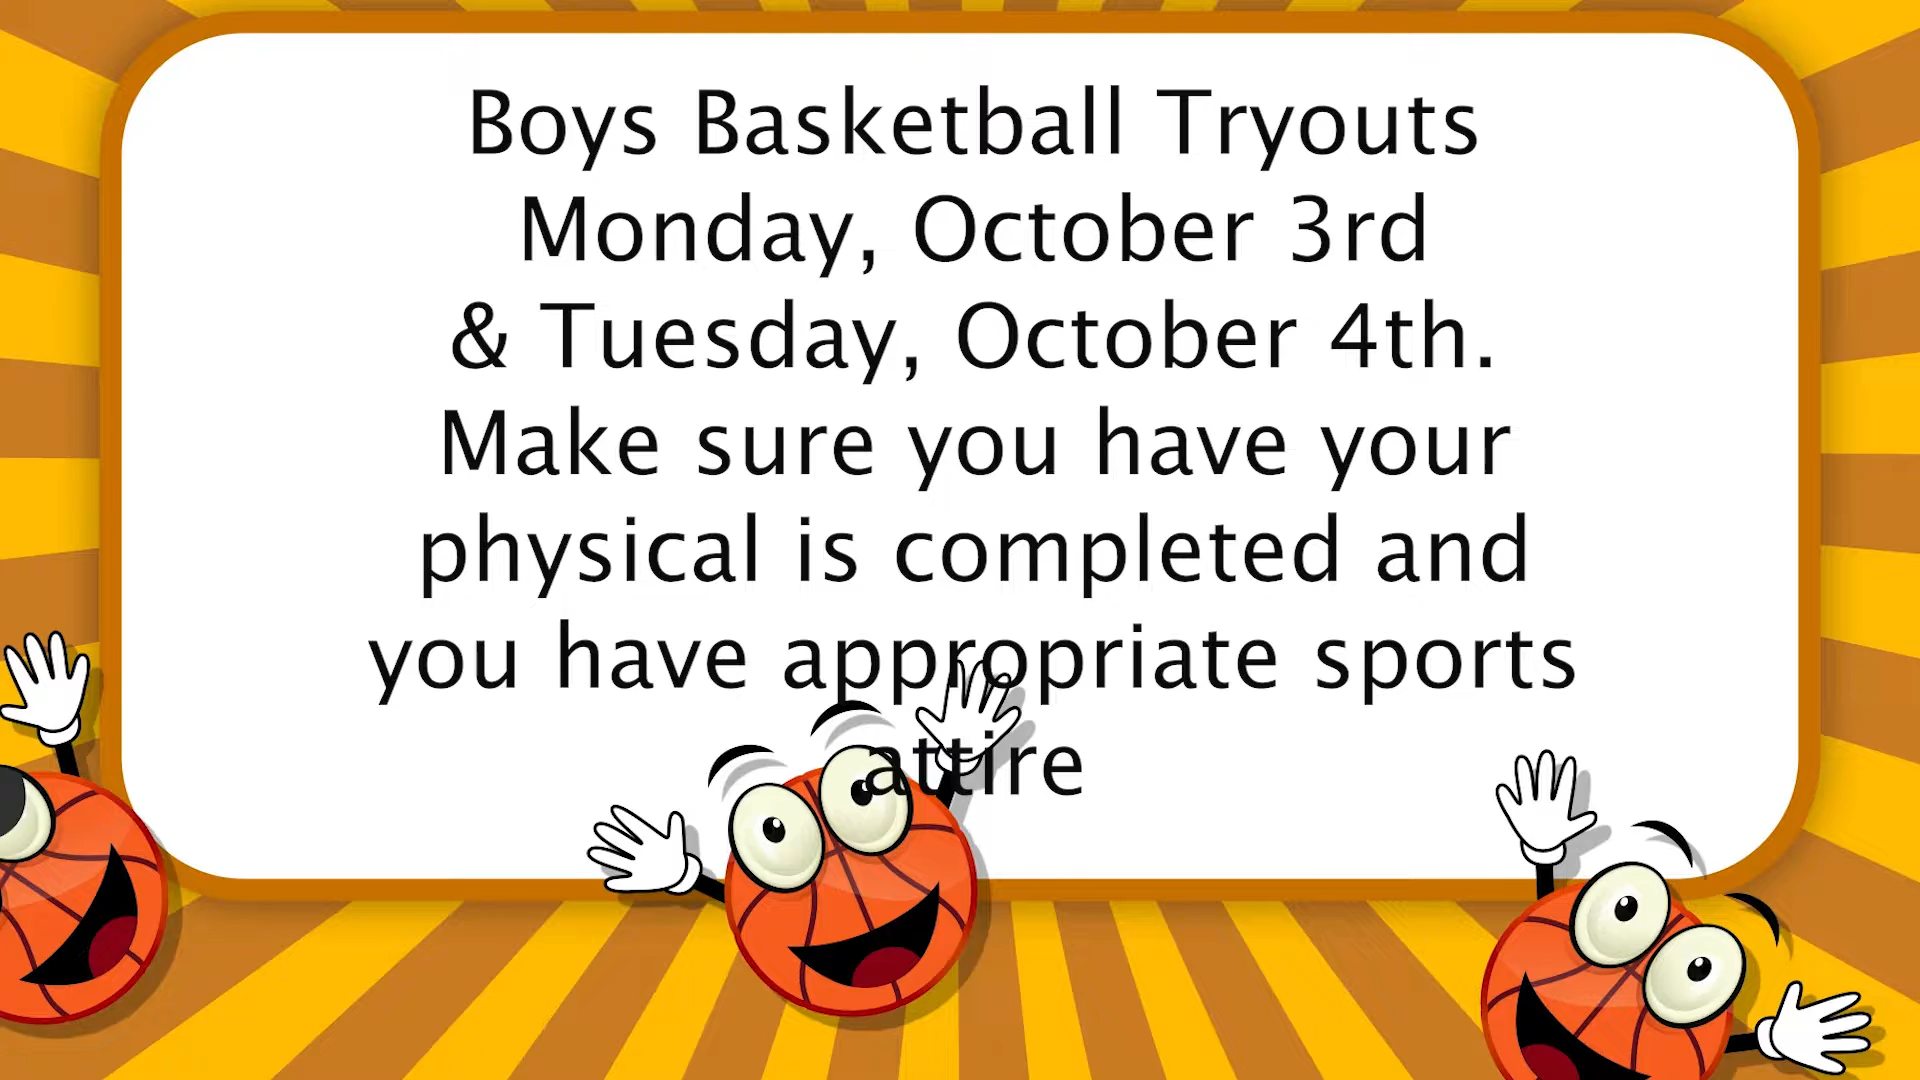 Boys Basketball Tryouts
Monday, October 3rd
& Tuesday, October 4th.
Make sure you have your
physical is completed and
you have appropriate sports
attire